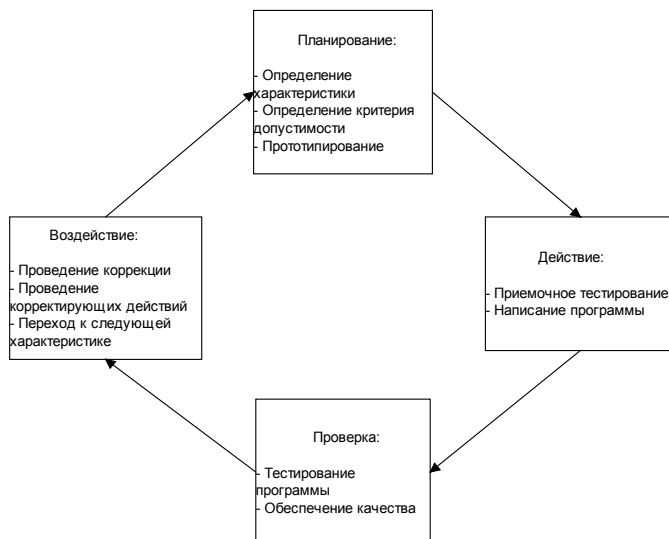 Планирование:
- Определение
характеристики
- Определение критерия
допустимости
- Прототипирование
Воздействие:
- Проведение коррекции
- Проведение
корректирующих действий
- Переход к следующей
характеристике
Действие:
- Приемочное тестирование
- Написание программы
Проверка:
- Тестирование
программы
- Обеспечение качества